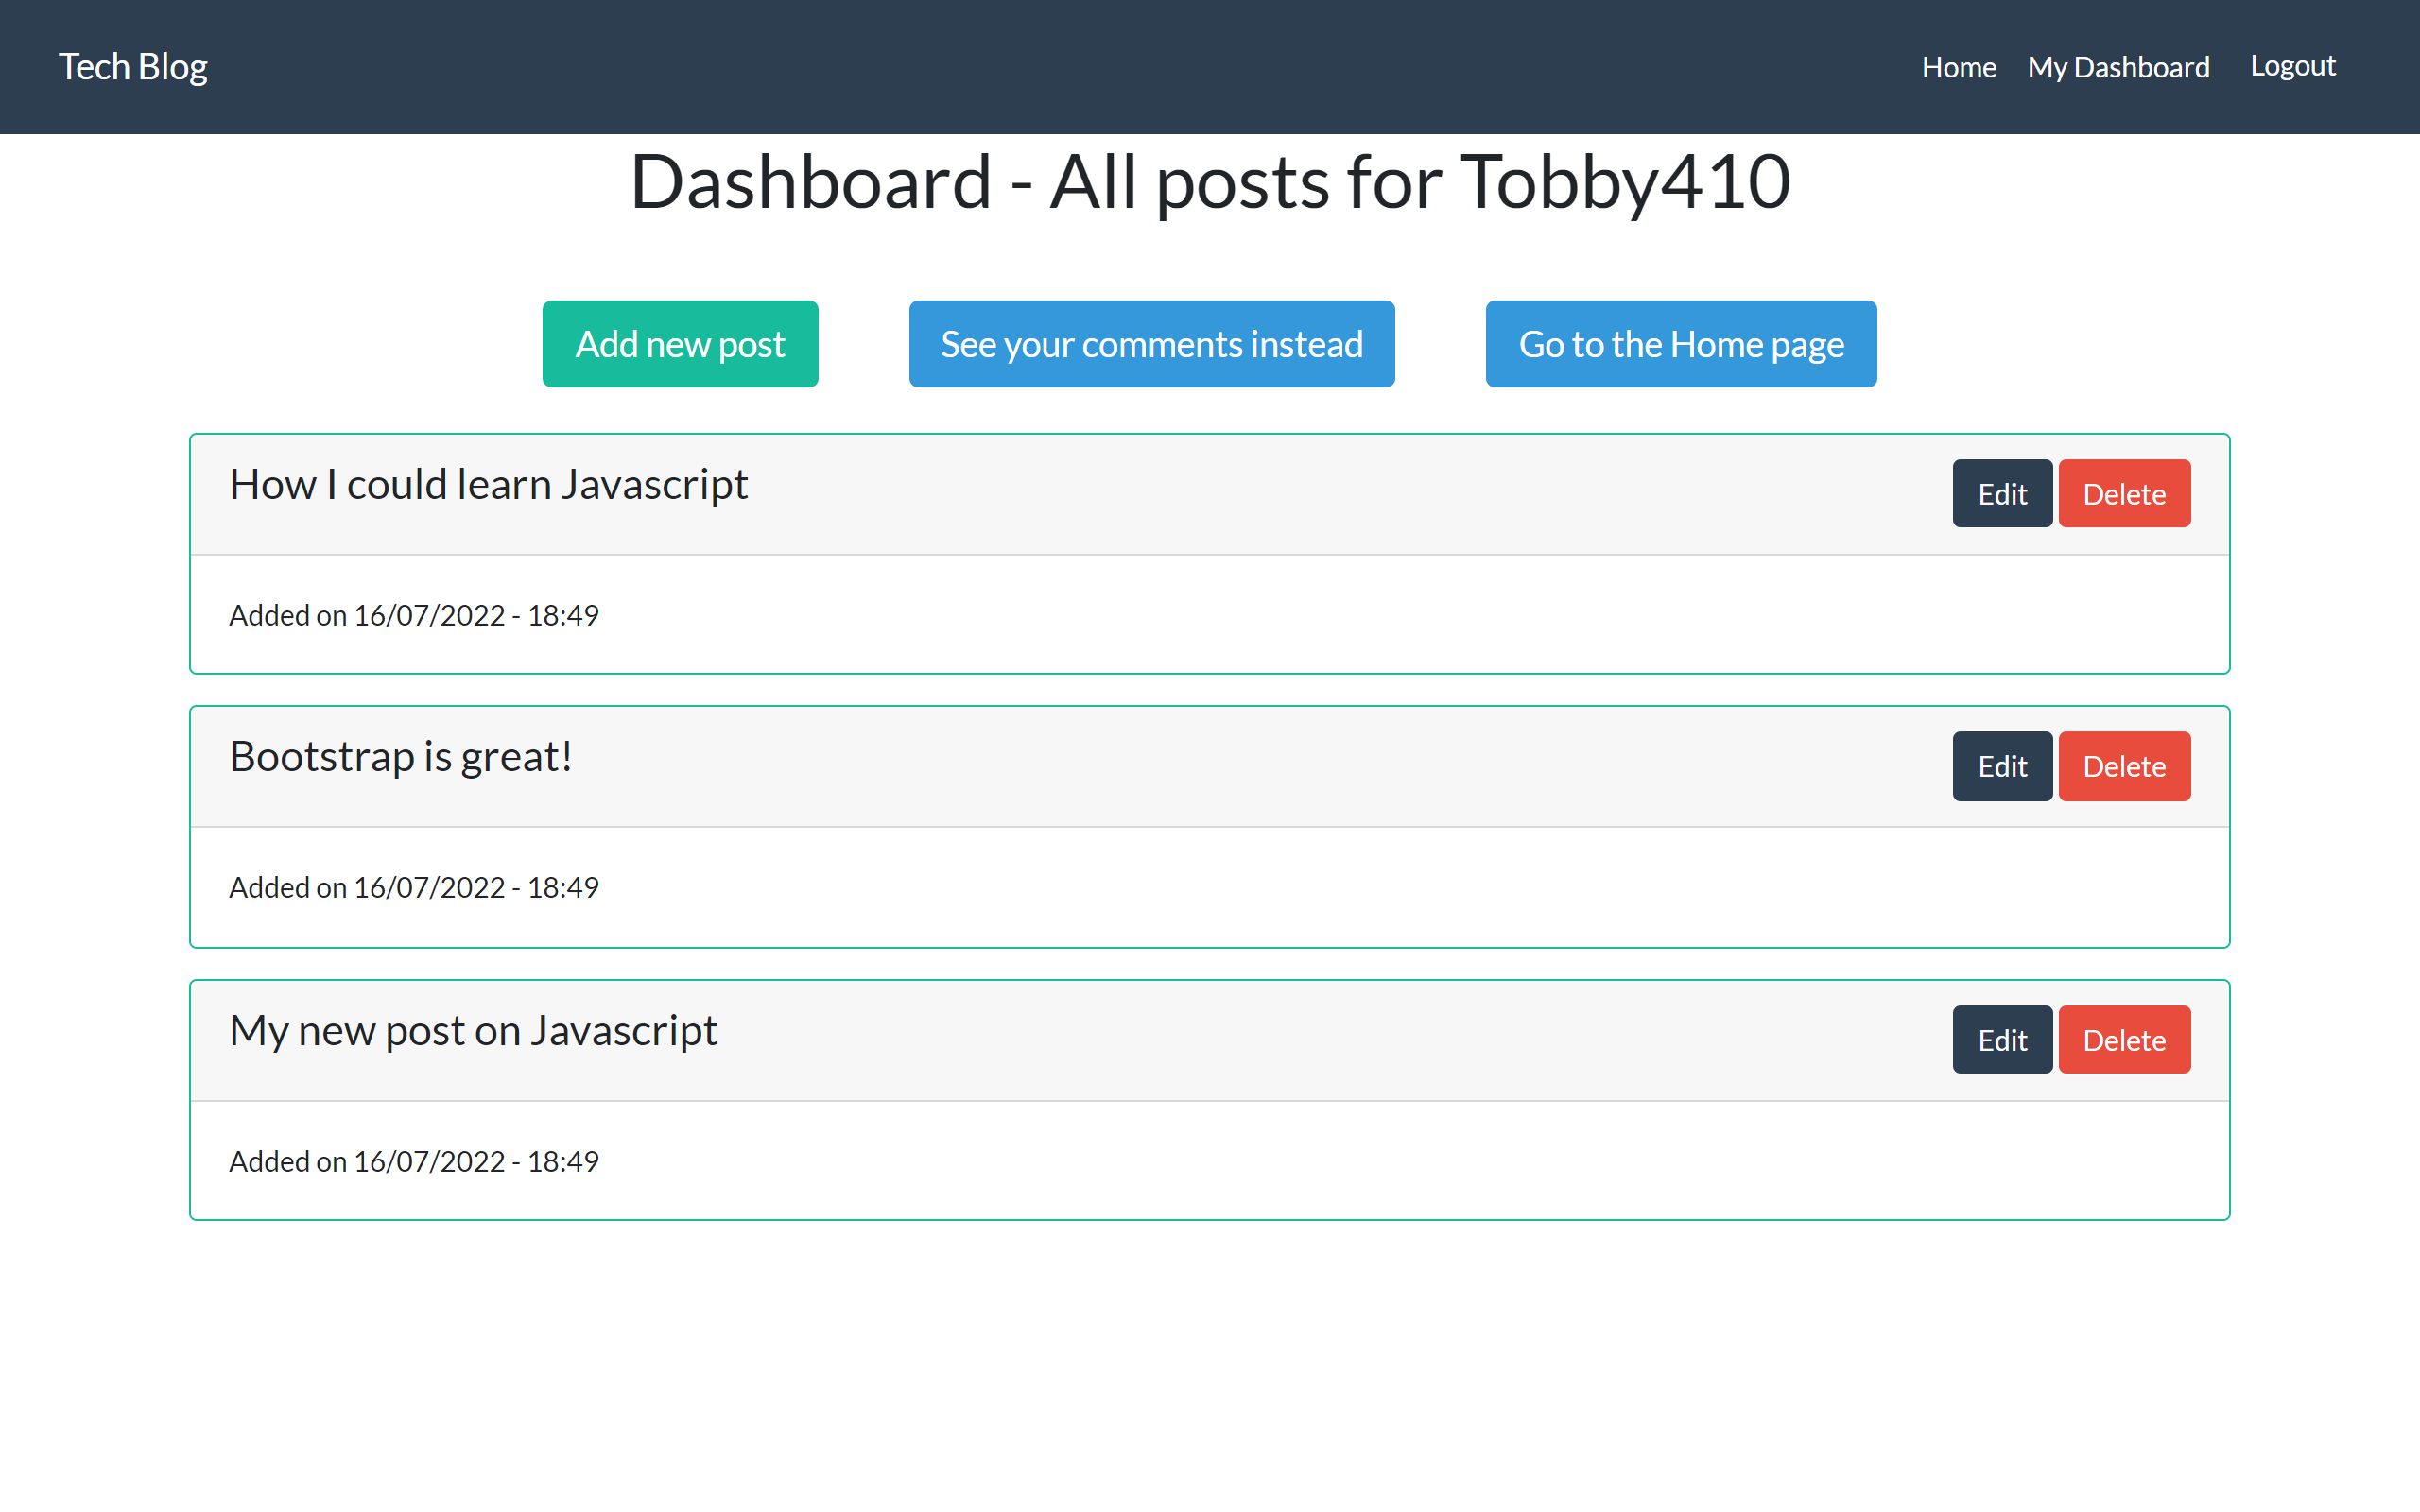 Tech Blog
Home My Dashboard Logout
Dashboard - All posts for Tobby410
Add new post See your comments instead Go to the Home page
How I could learn Javascript Edit Delete
Added on 16/07/2022 - 18:49
Bootstrap is great! Edit Delete
Added on 16/07/2022 - 18:49
My new post on Javascript Edit Delete
Added on 16/07/2022 - 18:49